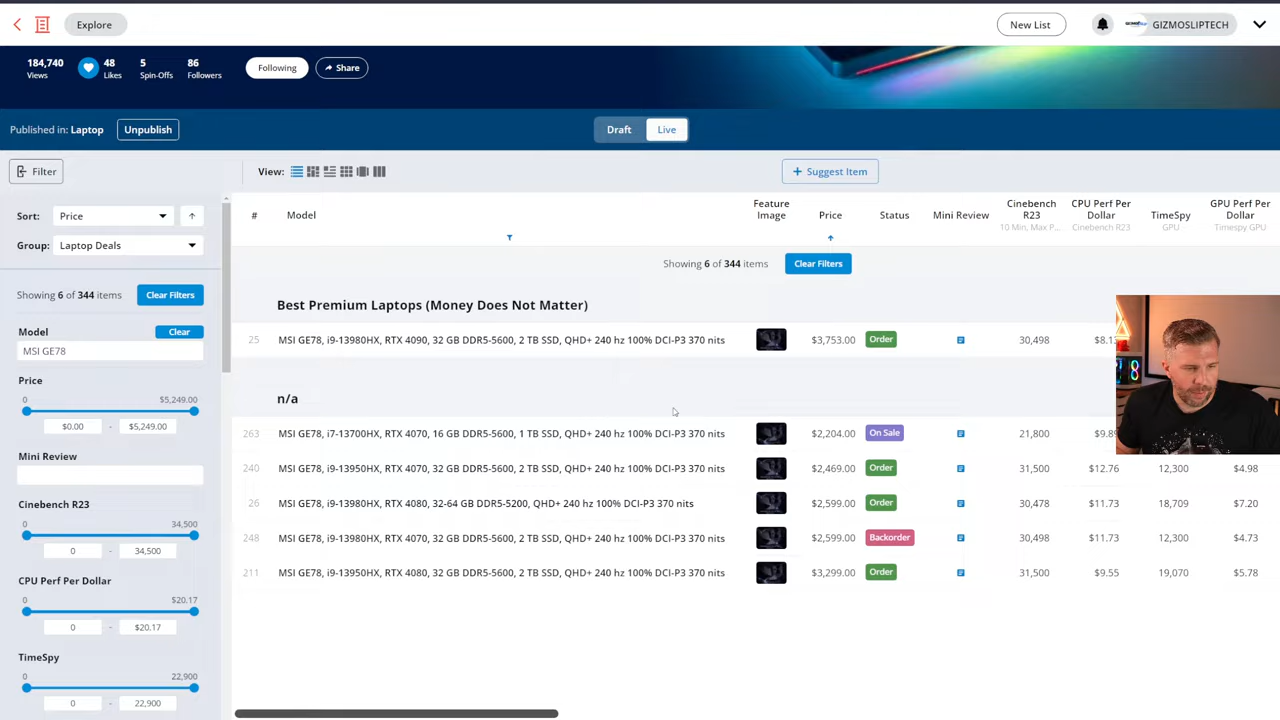 Explore
New List
GIZMOSLIPTECH
184,740 48 5 86
Views Likes Spin-Offs Followers
Following
Share
Published in: Laptop
Unpublish
Draft
Live
Filter
View:
+ Suggest Item
Sort: Price
Group: Laptop Deals
Showing 6 of 344 items
Clear Filters
Model
Clear
MSI GE78
Price
0 $5,249.00
$0.00 - $5,249.00
Mini Review
Cinebench R23
0 34,500
0 - 34,500
CPU Perf Per Dollar
0 $20.17
0 - $20.17
TimeSpy
0 22,900
0 - 22,900
# Model Feature Image Price Status Mini Review Cinebench R23 CPU Perf Per Dollar TimeSpy GPU Perf Per Dollar
10 Min, Max P... Cinebench R23 GPU Timespy GPU
Showing 6 of 344 items
Clear Filters
Best Premium Laptops (Money Does Not Matter)
25 MSI GE78, i9-13980HX, RTX 4090, 32 GB DDR5-5600, 2 TB SSD, QHD+ 240 hz 100% DCI-P3 370 nits $3,753.00 Order 30,498
n/a
263 MSI GE78, i7-13700HX, RTX 4070, 16 GB DDR5-5600, 1 TB SSD, QHD+ 240 hz 100% DCI-P3 370 nits $2,204.00 On Sale 21,800
240 MSI GE78, i9-13950HX, RTX 4070, 32 GB DDR5-5600, 2 TB SSD, QHD+ 240 hz 100% DCI-P3 370 nits $2,469.00 Order 31,500 $12.76 12,300 $4.98
26 MSI GE78, i9-13980HX, RTX 4080, 32-64 GB DDR5-5200, QHD+ 240 hz 100% DCI-P3 370 nits $2,599.00 Order 30,478 $11.73 18,709 $7.20
248 MSI GE78, i9-13980HX, RTX 4070, 32 GB DDR5-5600, 2 TB SSD, QHD+ 240 hz 100% DCI-P3 370 nits $2,599.00 Backorder 30,498 $11.73 12,300 $4.73
211 MSI GE78, i9-13950HX, RTX 4080, 32 GB DDR5-5600, 2 TB SSD, QHD+ 240 hz 100% DCI-P3 370 nits $3,299.00 Order 31,500 $9.55 19,070 $5.78